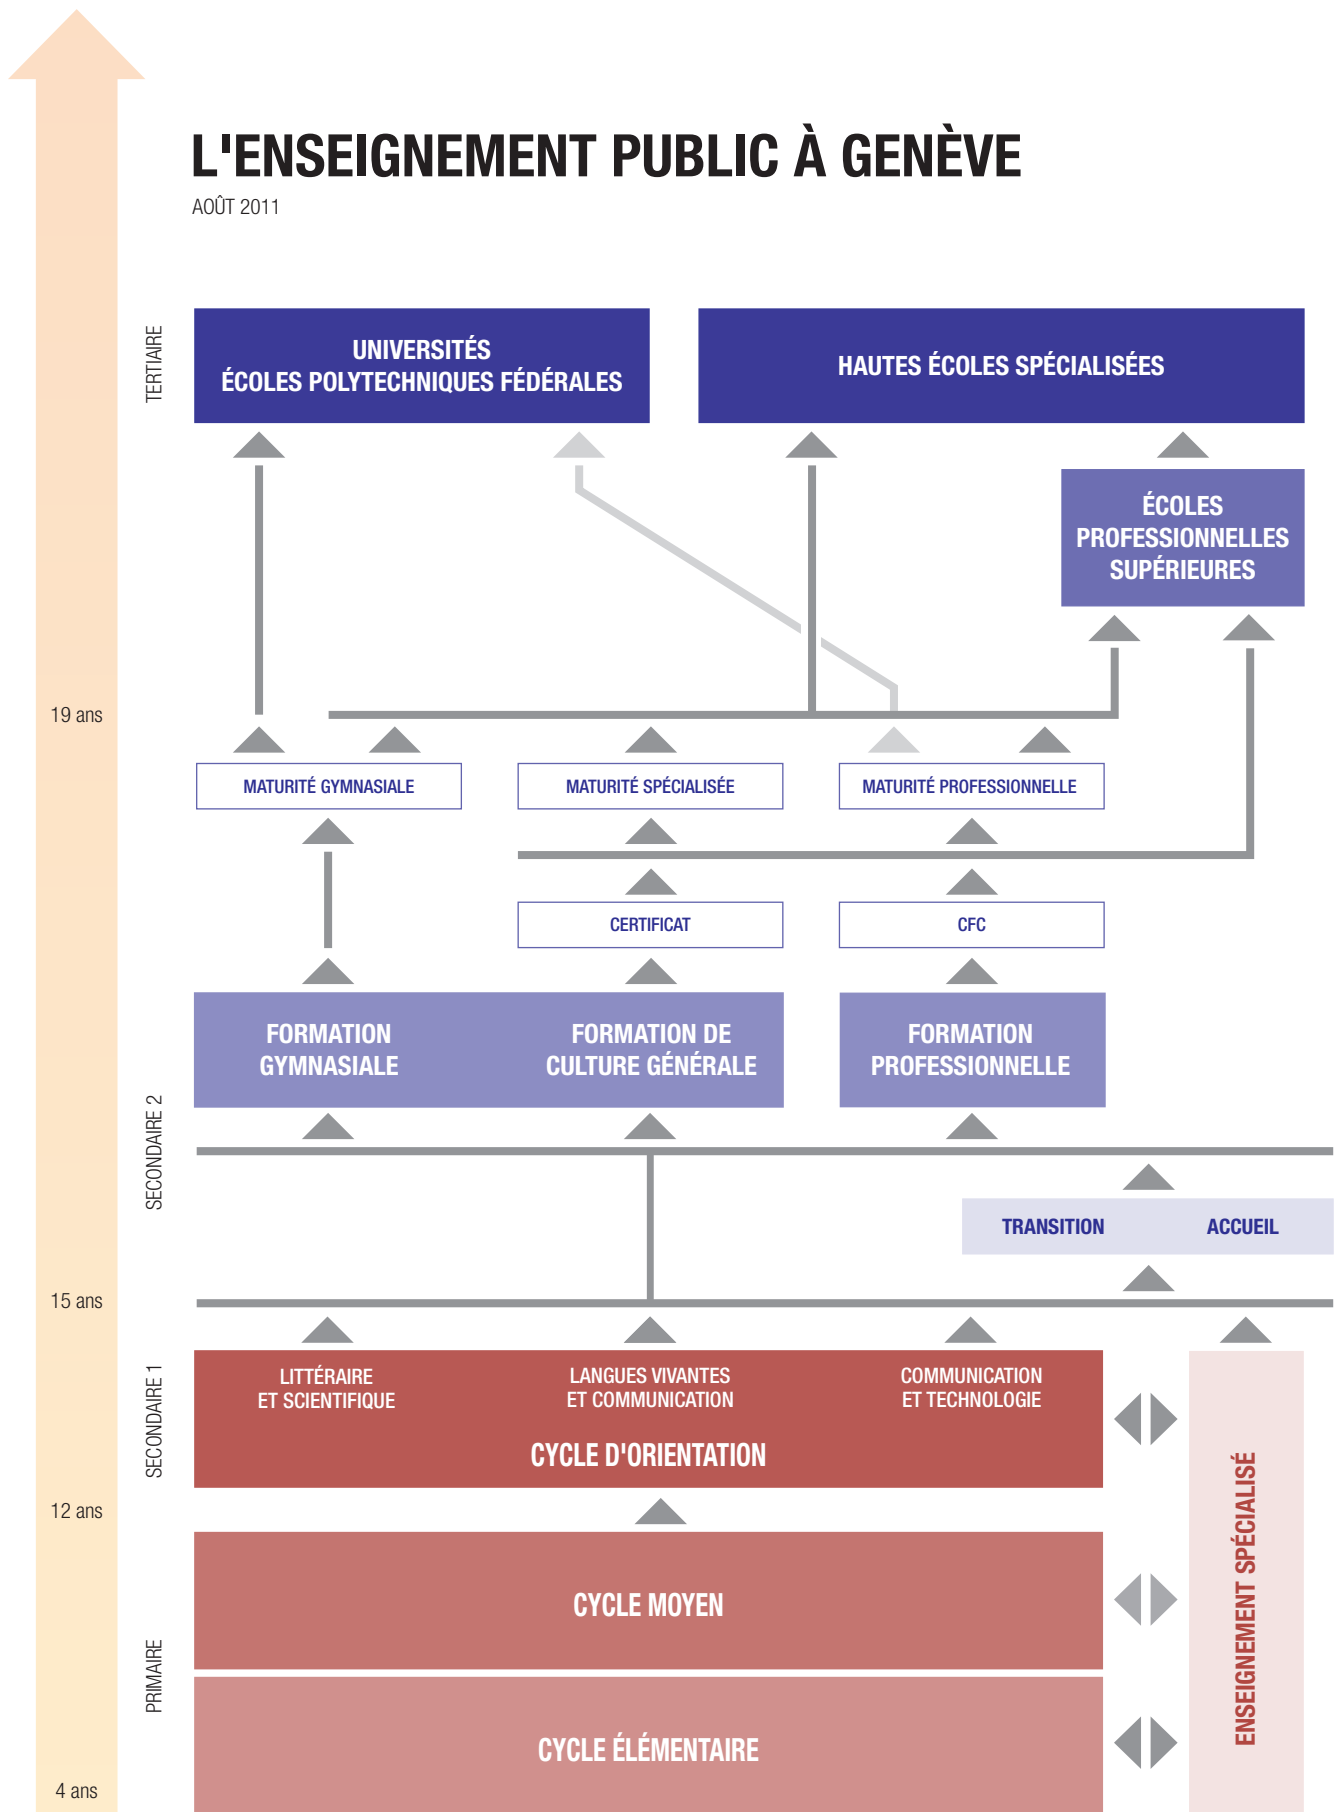 L'ENSEIGNEMENT PUBLIC À GENÈVE
AOÛT 2011
TERTIAIRE
UNIVERSITÉS
ÉCOLES POLYTECHNIQUES FÉDÉRALES
HAUTES ÉCOLES SPÉCIALISÉES
ÉCOLES
PROFESSIONNELLES
SUPÉRIEURES
19 ans
MATURITÉ GYMNASIALE
MATURITÉ SPÉCIALISÉE
MATURITÉ PROFESSIONNELLE
CERTIFICAT
CFC
FORMATION
GYMNASIALE
FORMATION DE
CULTURE GÉNÉRALE
FORMATION
PROFESSIONNELLE
SECONDAIRE 2
TRANSITION
ACCUEIL
15 ans
SECONDAIRE 1
LITTÉRAIRE
ET SCIENTIFIQUE
LANGUES VIVANTES
ET COMMUNICATION
COMMUNICATION
ET TECHNOLOGIE
CYCLE D'ORIENTATION
12 ans
ENSEIGNEMENT SPÉCIALISÉ
CYCLE MOYEN
PRIMAIRE
CYCLE ÉLÉMENTAIRE
4 ans